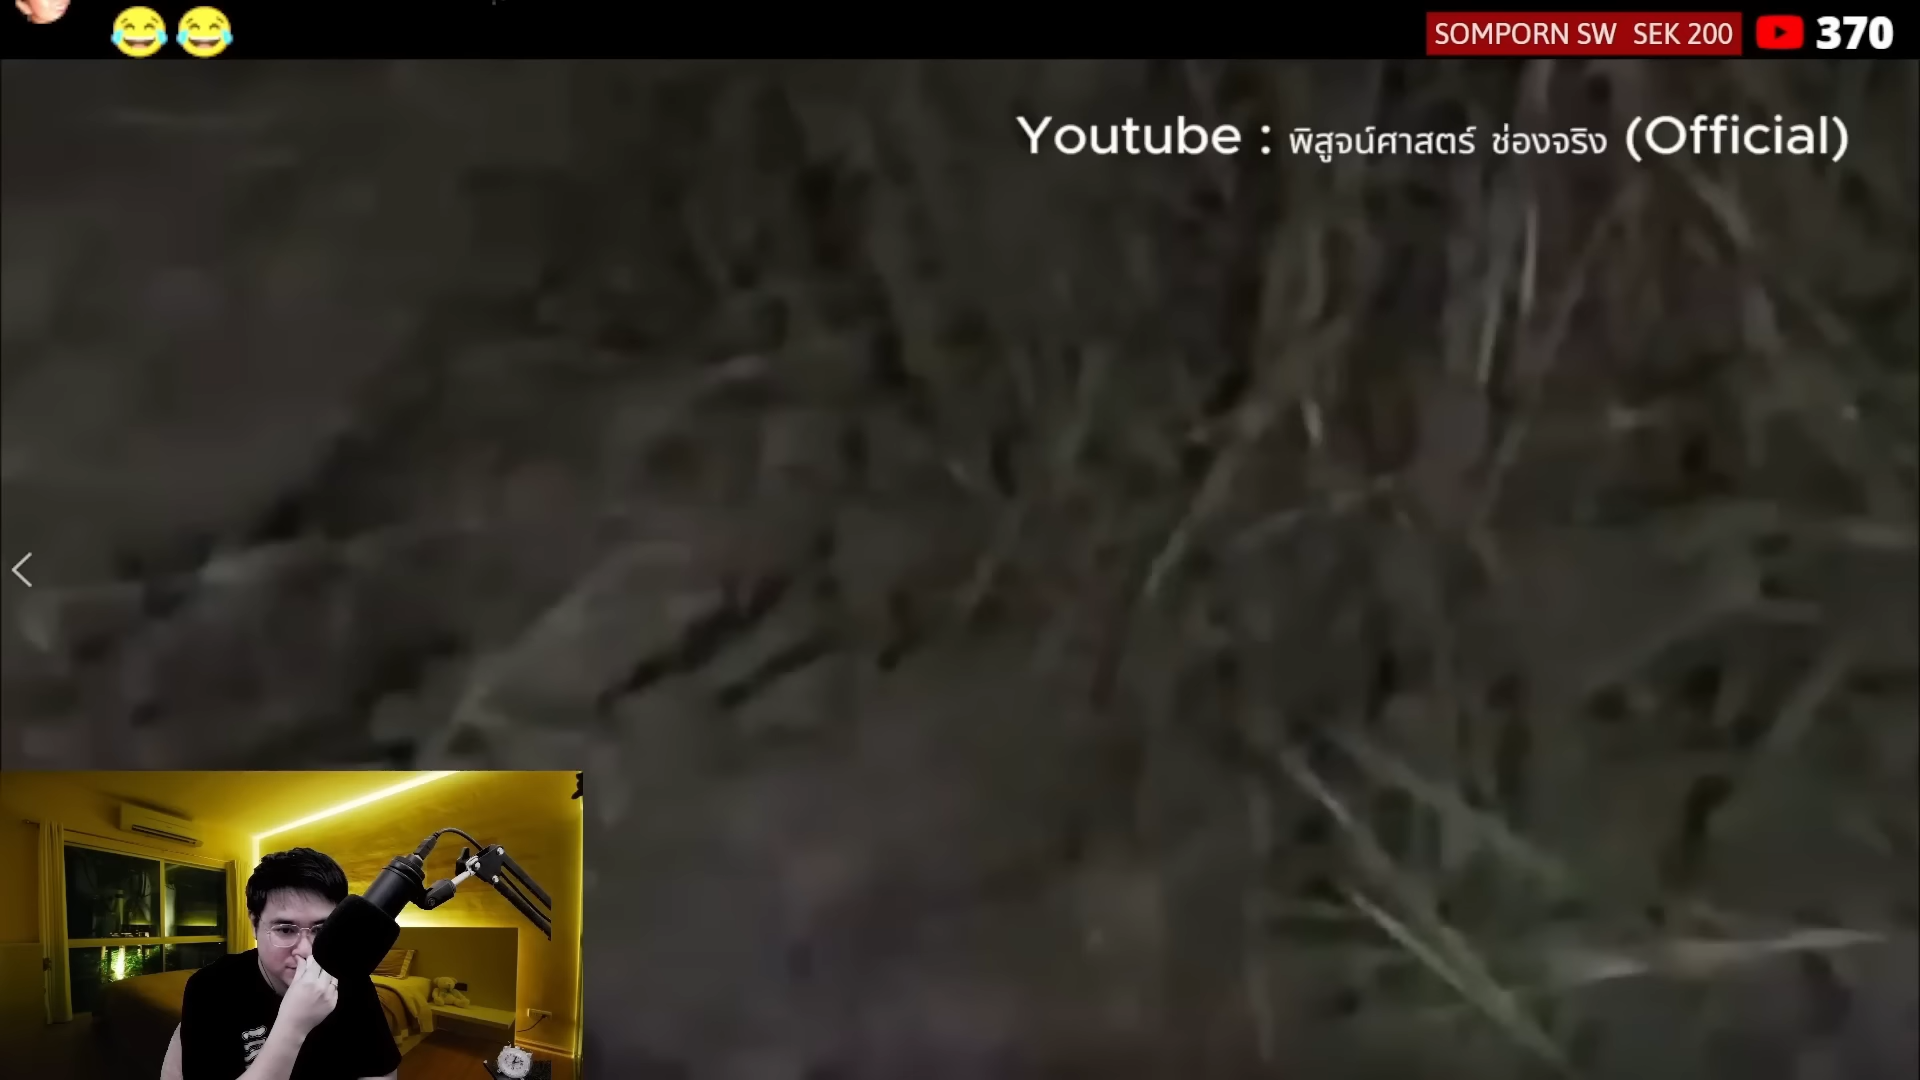 😂 😂
SOMPORN SW SEK 200 370
Youtube : พิสูจน์ศาสตร์ ช่องจริง (Official)